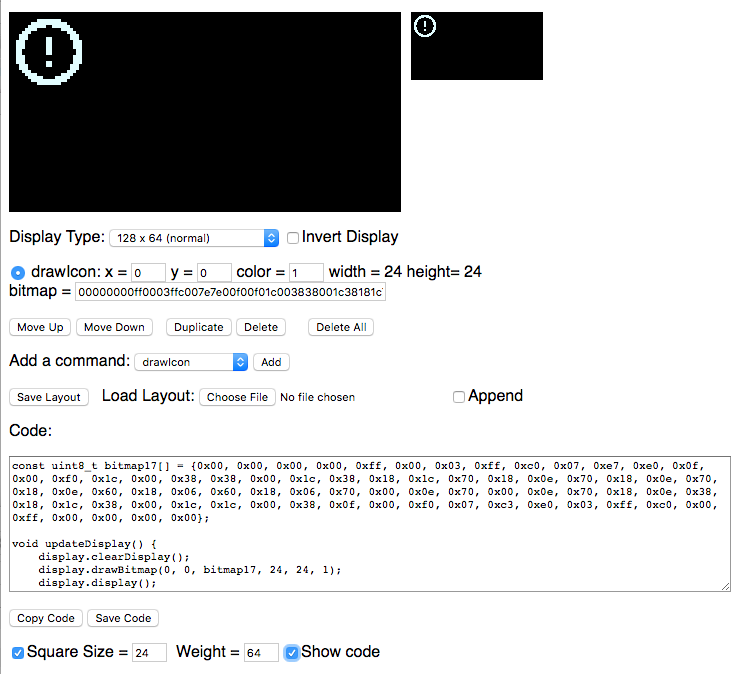 Display Type: 128 x 64 (normal) Invert Display
drawIcon: x = 0 y = 0 color = 1 width = 24 height= 24
bitmap = 00000000ff0003ffc007e7e00f00f01c003838001c38181c
Move Up Move Down Duplicate Delete Delete All
Add a command: drawIcon Add
Save Layout Load Layout: Choose File No file chosen Append
Code:
const uint8_t bitmap17[] = {0x00, 0x00, 0x00, 0x00, 0xff, 0x00, 0x03, 0xff, 0xc0, 0x07, 0xe7, 0xe0, 0x0f,
0x00, 0xf0, 0x1c, 0x00, 0x38, 0x38, 0x00, 0x1c, 0x38, 0x18, 0x1c, 0x70, 0x18, 0x0e, 0x70, 0x18, 0x0e, 0x70,
0x18, 0x0e, 0x60, 0x18, 0x06, 0x60, 0x18, 0x06, 0x70, 0x00, 0x0e, 0x70, 0x00, 0x0e, 0x70, 0x18, 0x0e, 0x38,
0x18, 0x1c, 0x38, 0x00, 0x1c, 0x1c, 0x00, 0x38, 0x0f, 0x00, 0xf0, 0x07, 0xc3, 0xe0, 0x03, 0xff, 0xc0, 0x00,
0xff, 0x00, 0x00, 0x00, 0x00};
void updateDisplay() {
display.clearDisplay();
display.drawBitmap(0, 0, bitmap17, 24, 24, 1);
display.display();
Copy Code Save Code
Square Size = 24 Weight = 64 Show code